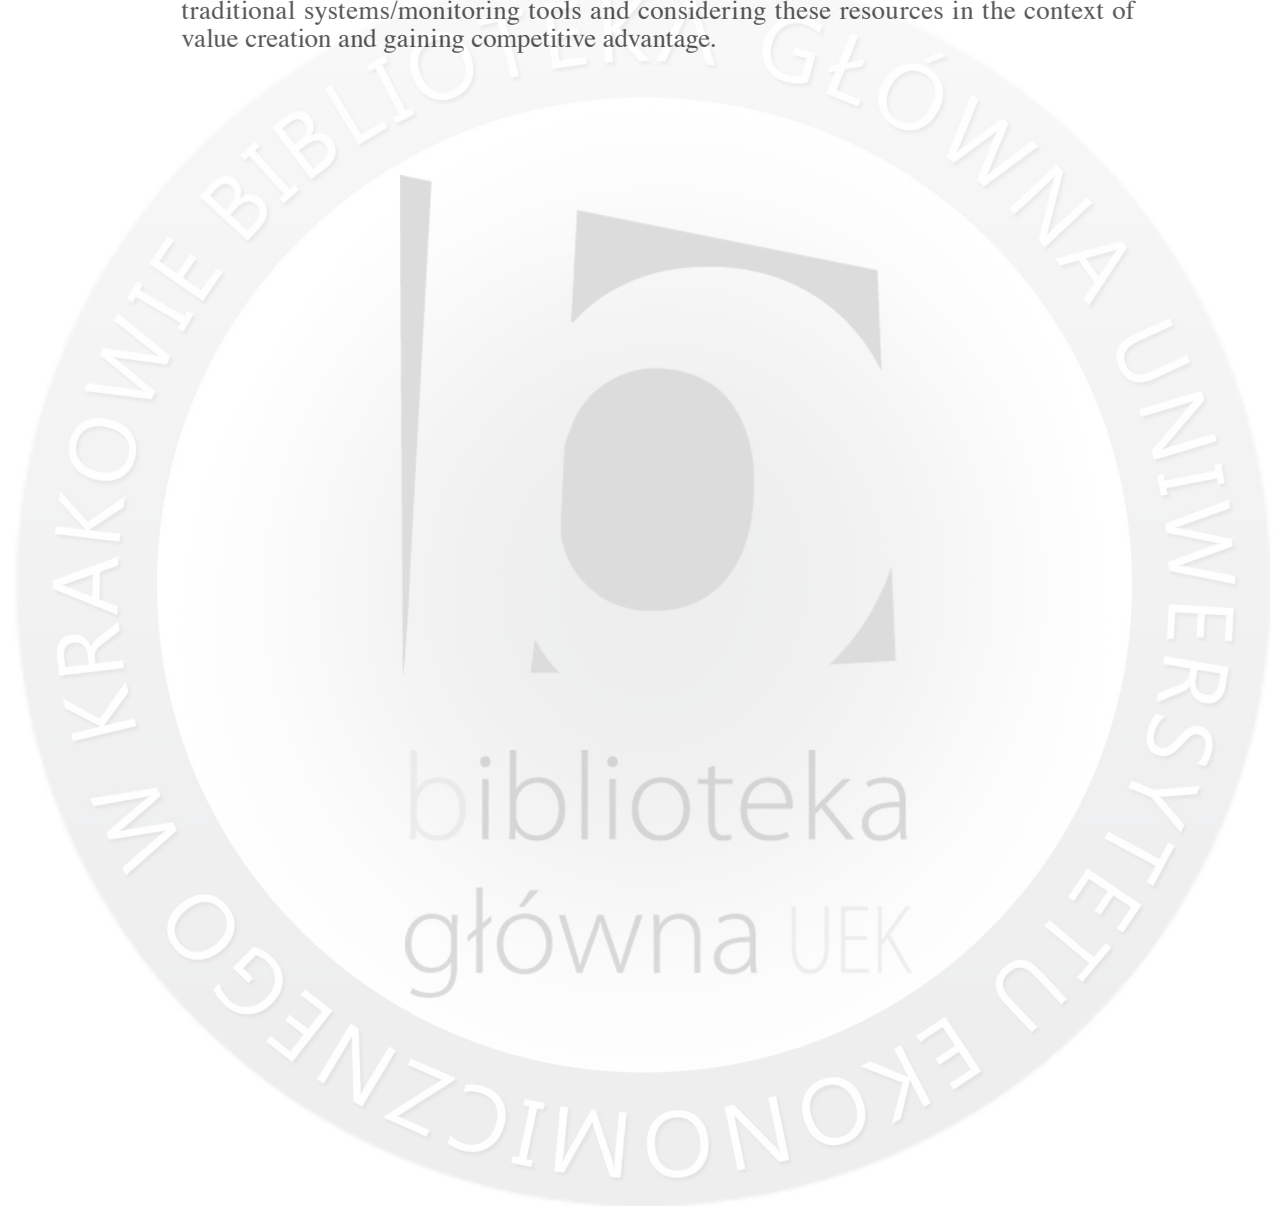 traditional systems/monitoring tools and considering these resources in the context of
value creation and gaining competitive advantage.
BIBLIOTEKA GŁÓWNA UNIWERSYTETU EKONOMICZNEGO W KRAKOWIE
biblioteka
główna UEK